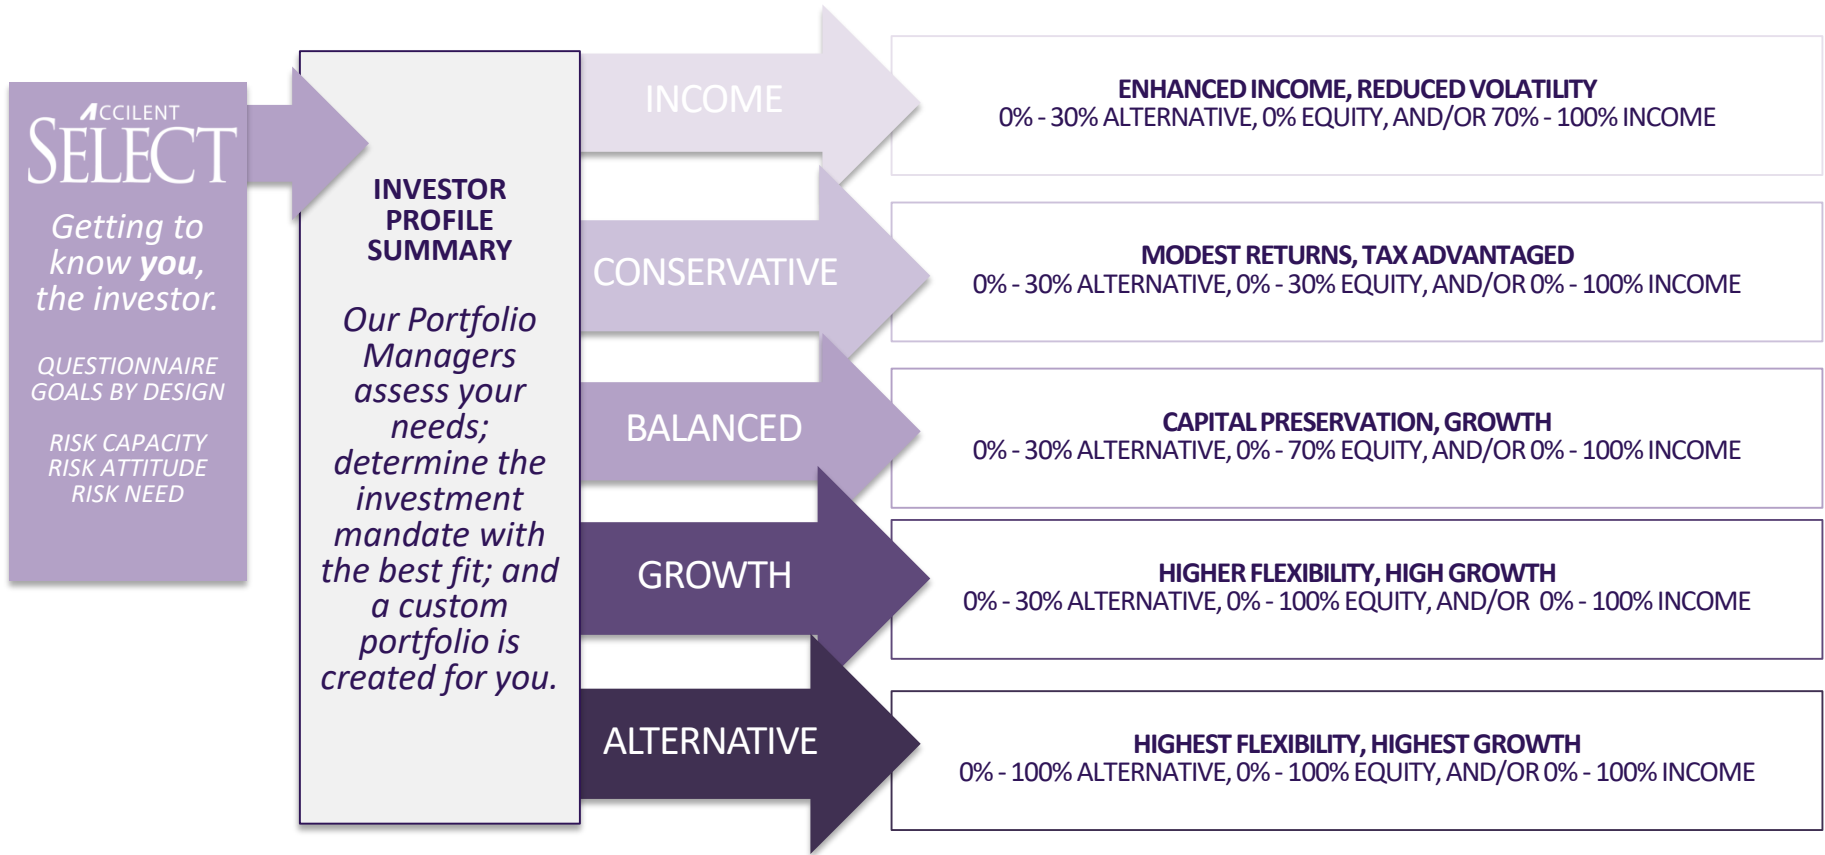 ACCILENT
SELECT
Getting to
know you,
the investor.
QUESTIONNAIRE
GOALS BY DESIGN
RISK CAPACITY
RISK ATTITUDE
RISK NEED
INVESTOR
PROFILE
SUMMARY
Our Portfolio
Managers
assess your
needs;
determine the
investment
mandate with
the best fit; and
a custom
portfolio is
created for you.
INCOME
ENHANCED INCOME, REDUCED VOLATILITY
0% - 30% ALTERNATIVE, 0% EQUITY, AND/OR 70% - 100% INCOME
CONSERVATIVE
MODEST RETURNS, TAX ADVANTAGED
0% - 30% ALTERNATIVE, 0% - 30% EQUITY, AND/OR 0% - 100% INCOME
BALANCED
CAPITAL PRESERVATION, GROWTH
0% - 30% ALTERNATIVE, 0% - 70% EQUITY, AND/OR 0% - 100% INCOME
GROWTH
HIGHER FLEXIBILITY, HIGH GROWTH
0% - 30% ALTERNATIVE, 0% - 100% EQUITY, AND/OR 0% - 100% INCOME
ALTERNATIVE
HIGHEST FLEXIBILITY, HIGHEST GROWTH
0% - 100% ALTERNATIVE, 0% - 100% EQUITY, AND/OR 0% - 100% INCOME